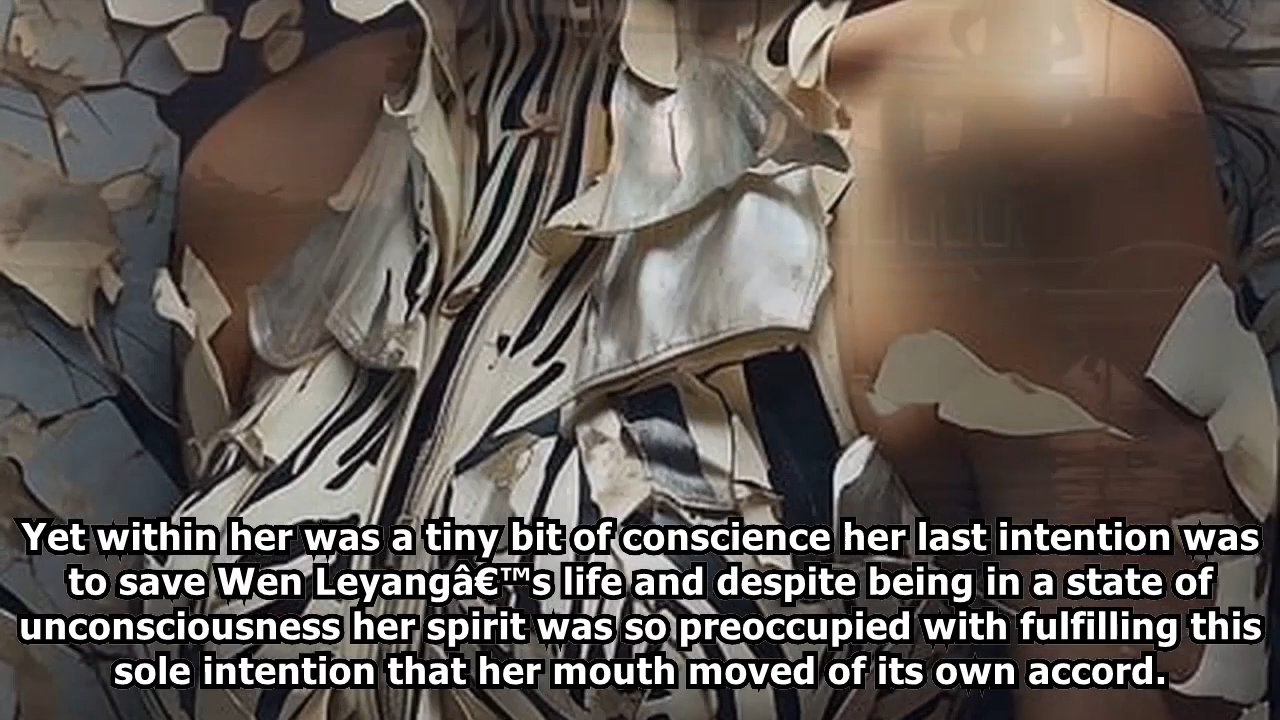 Yet within her was a tiny bit of conscience her last intention was
to save Wen Leyangâ€™s life and despite being in a state of
unconsciousness her spirit was so preoccupied with fulfilling this
sole intention that her mouth moved of its own accord.